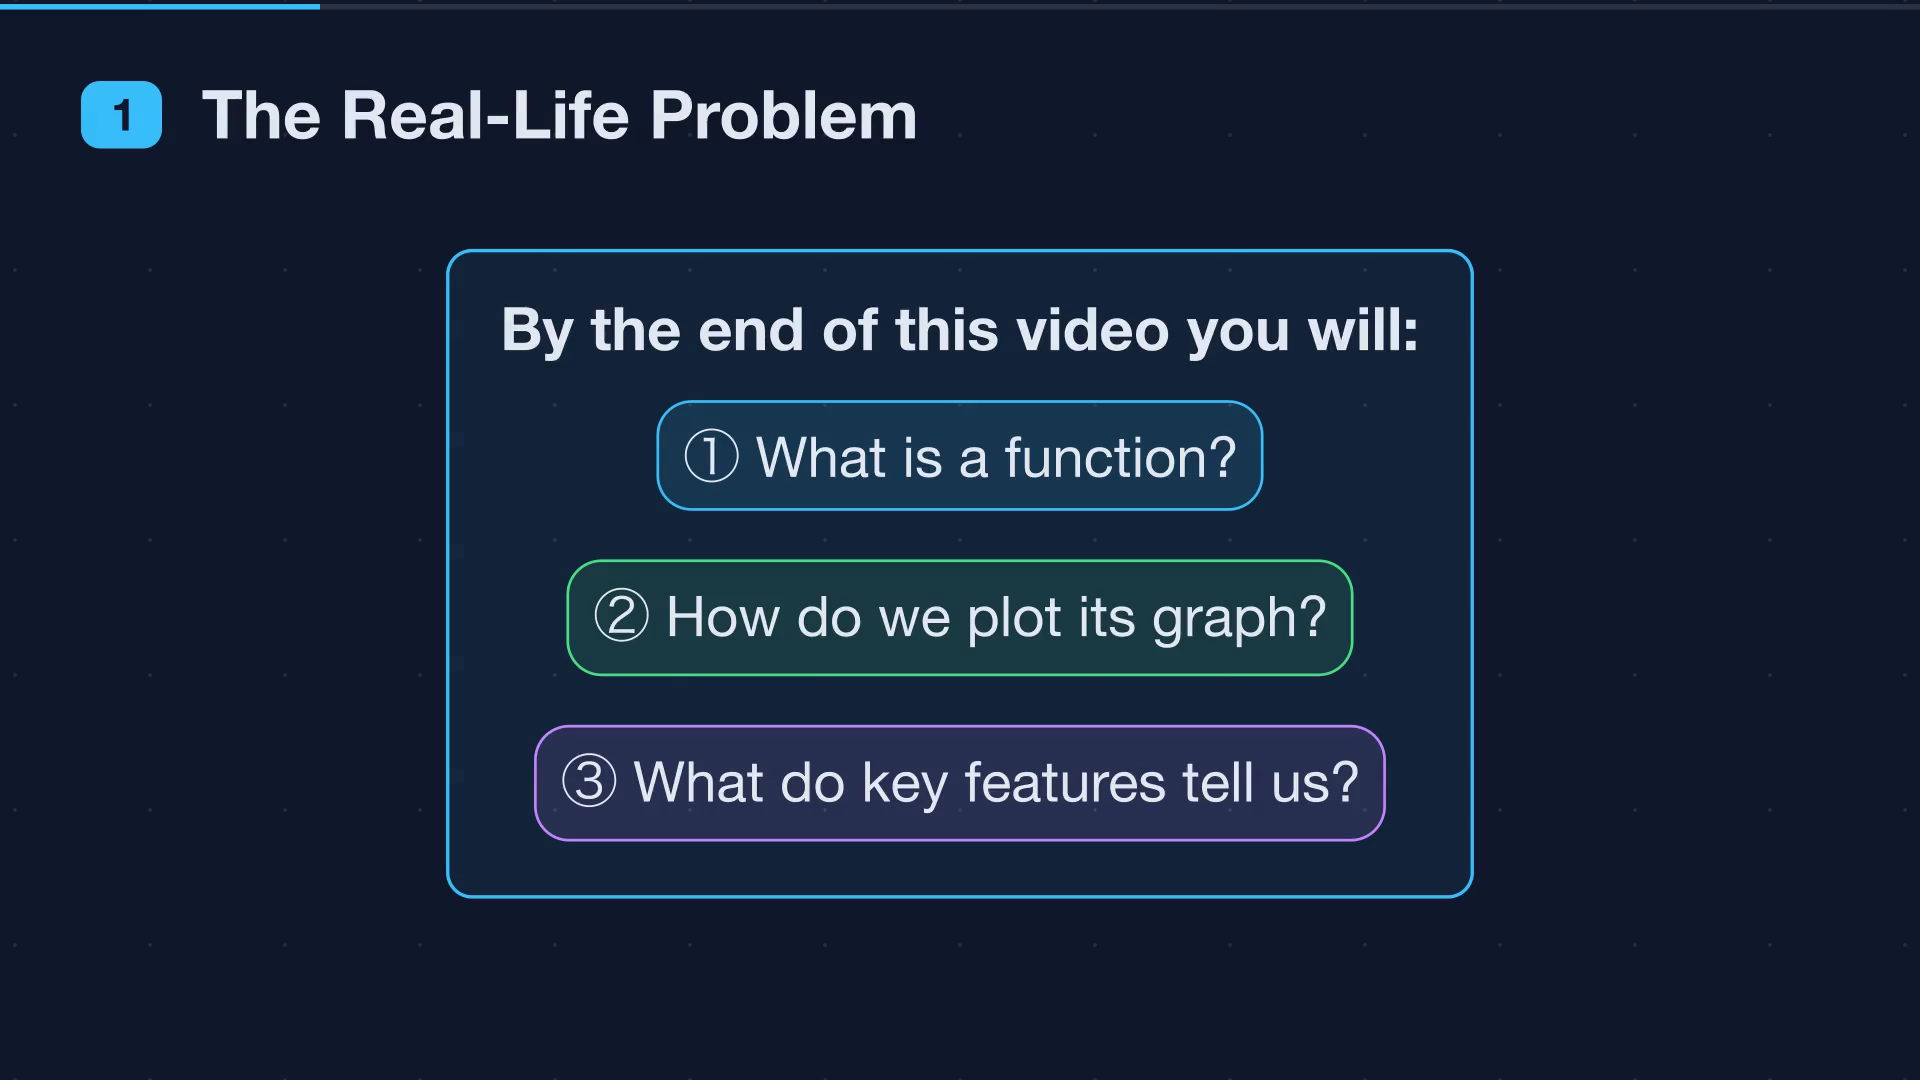 1 The Real-Life Problem
By the end of this video you will:
① What is a function?
② How do we plot its graph?
③ What do key features tell us?